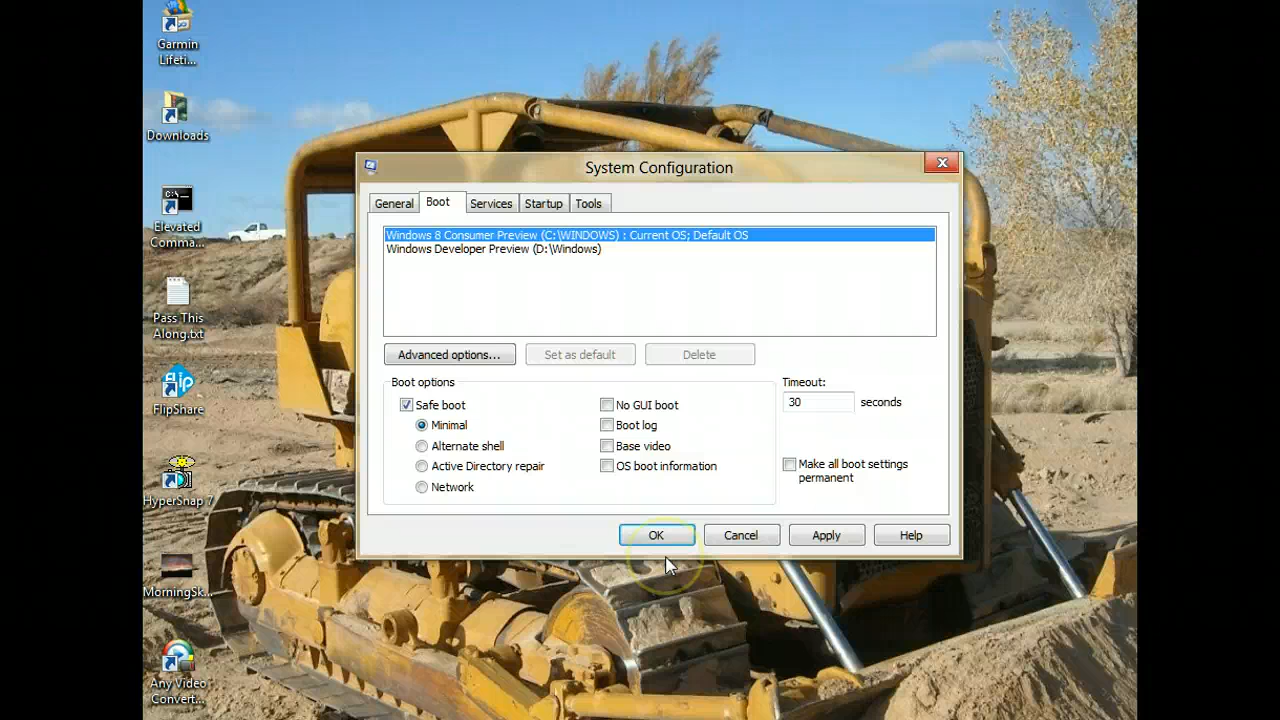 Garmin
Lifeti...
Downloads
C:\
Elevated
Comma...
Pass This
Along.txt
flip
FlipShare
HyperSnap 7
MorningSk...
Any Video
Convert...
System Configuration
General
Boot
Services
Startup
Tools
Windows 8 Consumer Preview (C:\WINDOWS) : Current OS; Default OS
Windows Developer Preview (D:\Windows)
Advanced options...
Set as default
Delete
Boot options
Safe boot
Minimal
Alternate shell
Active Directory repair
Network
No GUI boot
Boot log
Base video
OS boot information
Timeout:
30 seconds
Make all boot settings
permanent
OK
Cancel
Apply
Help